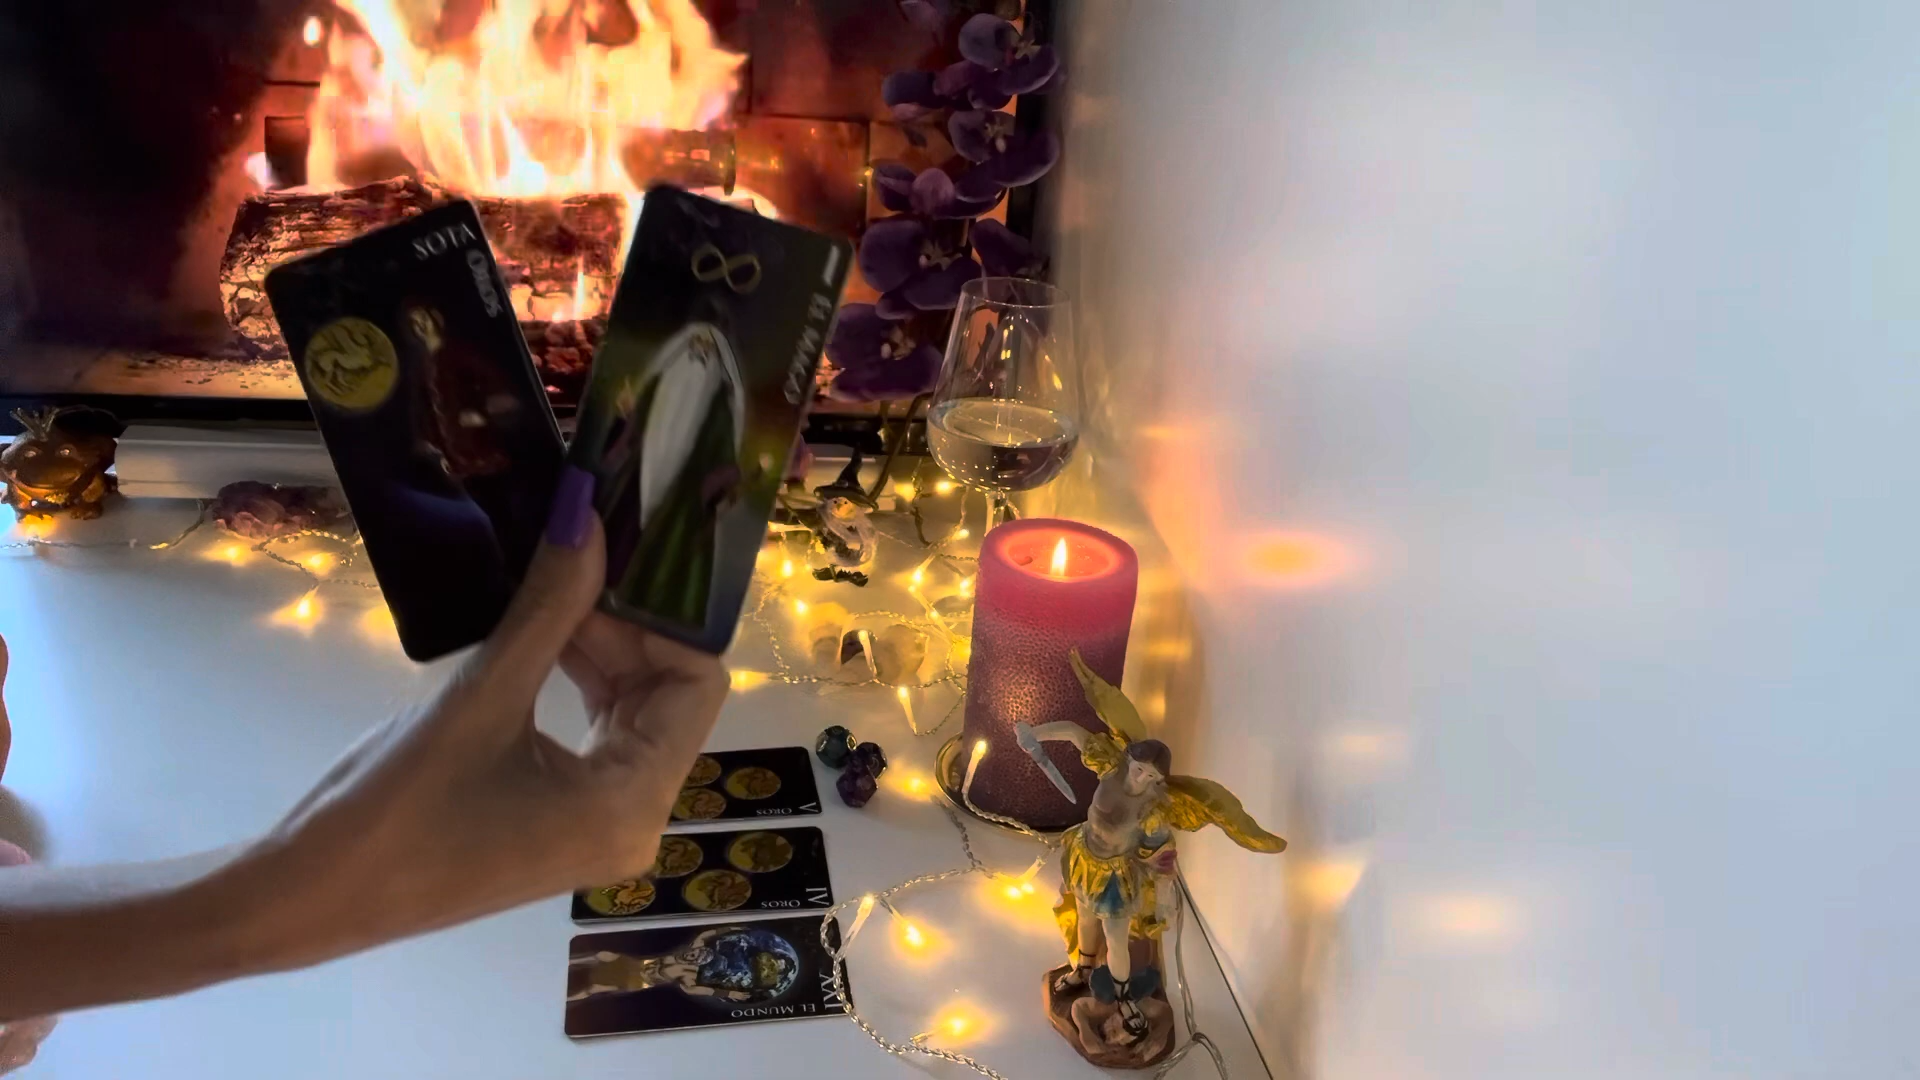 SOTA
OROS
I EL MAGO
V
OROS
IV
OROS
XXI
EL MUNDO